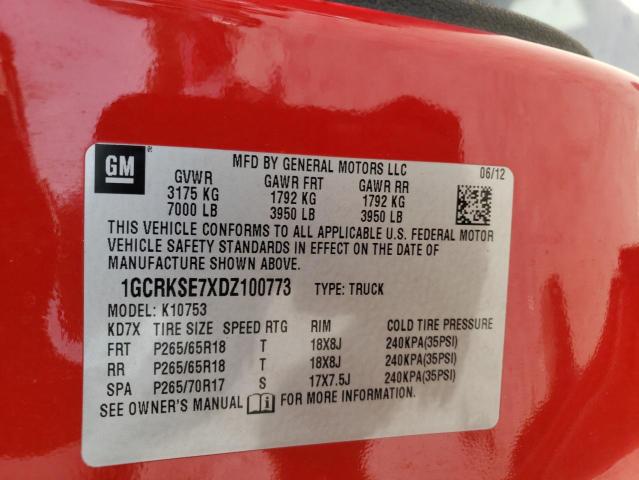 GM
MFD BY GENERAL MOTORS LLC
06/12
GVWR GAWR FRT GAWR RR
3175 KG 1792 KG 1792 KG
7000 LB 3950 LB 3950 LB
THIS VEHICLE CONFORMS TO ALL APPLICABLE U.S. FEDERAL MOTOR
VEHICLE SAFETY STANDARDS IN EFFECT ON THE DATE OF
MANUFACTURE SHOWN ABOVE.
1GCRKSE7XDZ100773 TYPE: TRUCK
MODEL: K10753
KD7X TIRE SIZE SPEED RTG RIM COLD TIRE PRESSURE
FRT P265/65R18 T 18X8J 240KPA(35PSI)
RR P265/65R18 T 18X8J 240KPA(35PSI)
SPA P265/70R17 S 17X7.5J 240KPA(35PSI)
SEE OWNER'S MANUAL FOR MORE INFORMATION.